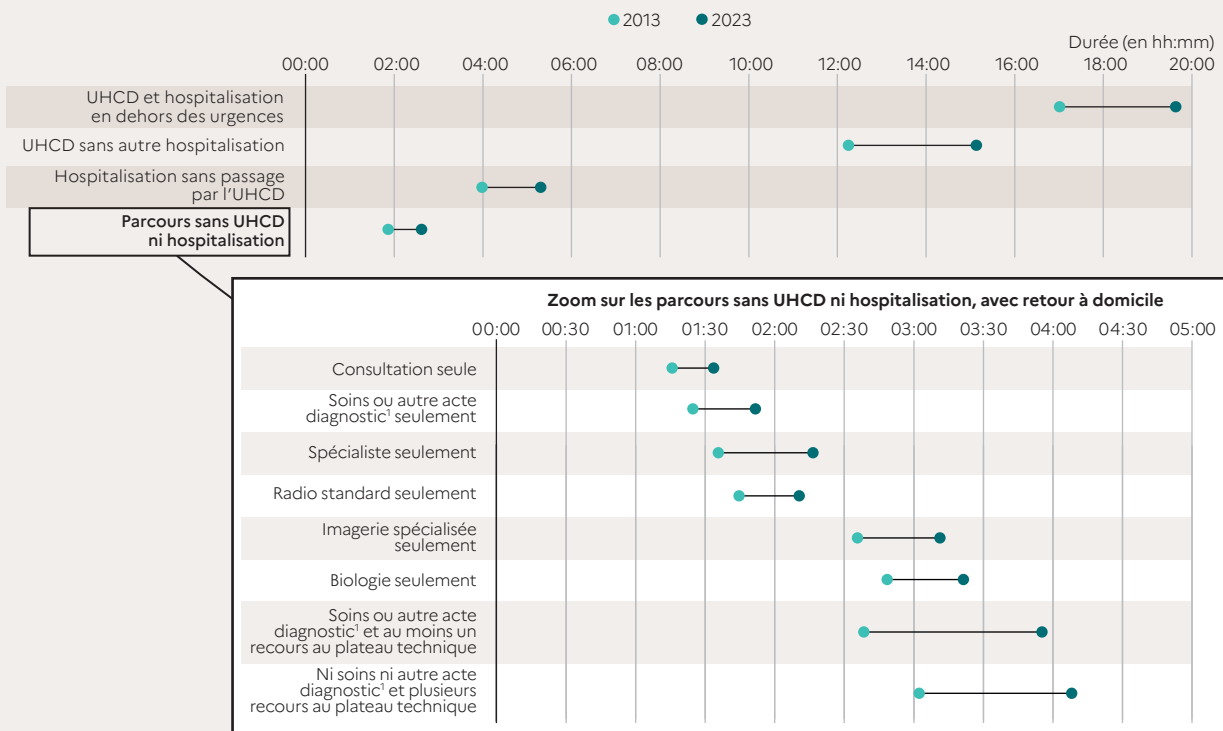 2013 2023
Durée (en hh:mm)
00:00 02:00 04:00 06:00 08:00 10:00 12:00 14:00 16:00 18:00 20:00
UHCD et hospitalisation
en dehors des urgences
UHCD sans autre hospitalisation
Hospitalisation sans passage
par l'UHCD
Parcours sans UHCD
ni hospitalisation
Zoom sur les parcours sans UHCD ni hospitalisation, avec retour à domicile
00:00 00:30 01:00 01:30 02:00 02:30 03:00 03:30 04:00 04:30 05:00
Consultation seule
Soins ou autre acte
diagnostic¹ seulement
Spécialiste seulement
Radio standard seulement
Imagerie spécialisée
seulement
Biologie seulement
Soins ou autre acte
diagnostic¹ et au moins un
recours au plateau technique
Ni soins ni autre acte
diagnostic¹ et plusieurs
recours au plateau technique